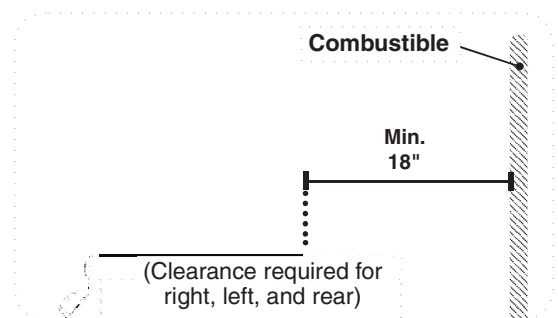 Combustible
Min.
18"
(Clearance required for
right, left, and rear)